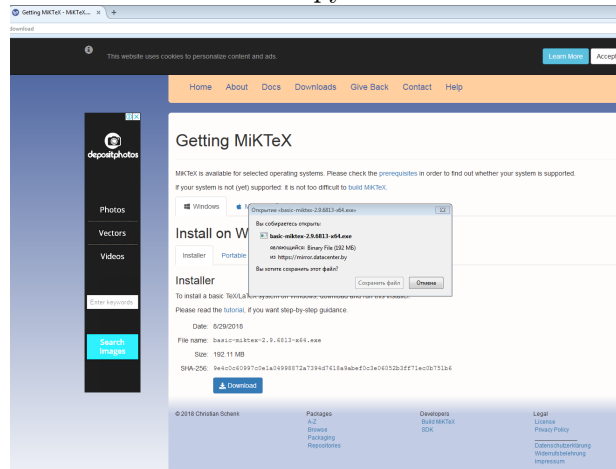 Getting MiKTeX - MiKTeX... × +
download
This website uses cookies to personalize content and ads.
Learn More
Accept
Home About Docs Downloads Give Back Contact Help
depositphotos
Photos
Vectors
Videos
Enter keywords
Search
Images
Getting MiKTeX
MiKTeX is available for selected operating systems. Please check the prerequisites in order to find out whether your system is supported.
If your system is not (yet) supported: it is not too difficult to build MiKTeX.
Windows
Install on W
Installer Portable
Открытие «basic-miktex-2.9.6813-x64.exe»
Вы собираетесь открыть:
basic-miktex-2.9.6813-x64.exe
являющийся: Binary File (192 МБ)
из https://mirror.datacenter.by
Вы хотите сохранить этот файл?
Сохранить файл Отмена
Installer
To install a basic TeX/LaTeX system on Windows, download and run this installer.
Please read the tutorial, if you want step-by-step guidance.
Date: 8/29/2018
File name: basic-miktex-2.9.6813-x64.exe
Size: 192.11 MB
SHA-256:
Download
© 2018 Christian Schenk
Packages
A-Z
Browse
Packaging
Repositories
Developers
Build MiKTeX
SDK
Legal
License
Privacy Policy
Datenschutzerklärung
Widerrufsbelehrung
Impressum